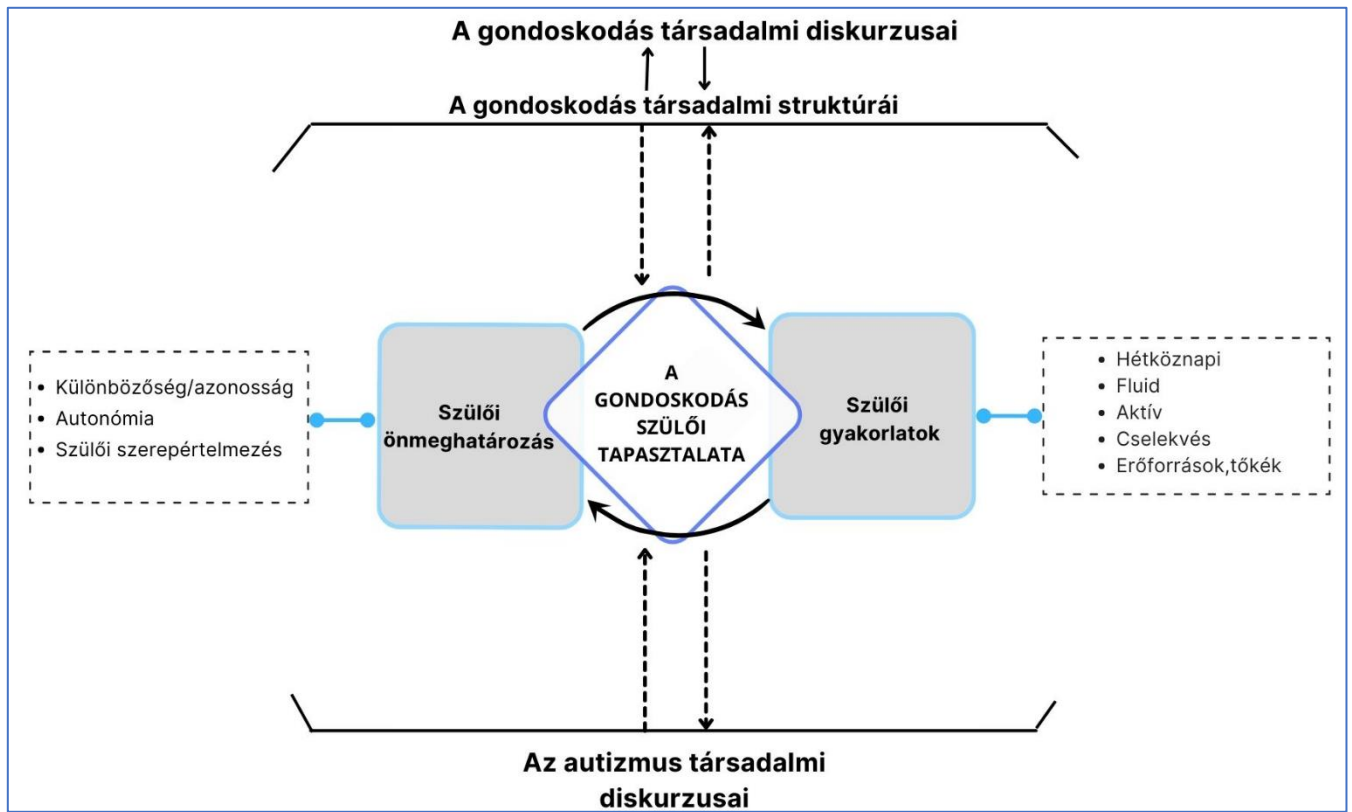 A gondoskodás társadalmi diskurzusai
A gondoskodás társadalmi struktúrái
• Különbözőség/azonosság
• Autonómia
• Szülői szerepértelmezés
Szülői
önmeghatározás
A
GONDOSKODÁS
SZÜLŐI
TAPASZTALATA
Szülői
gyakorlatok
• Hétköznapi
• Fluid
• Aktív
• Cselekvés
• Erőforrások,tőkék
Az autizmus társadalmi
diskurzusai